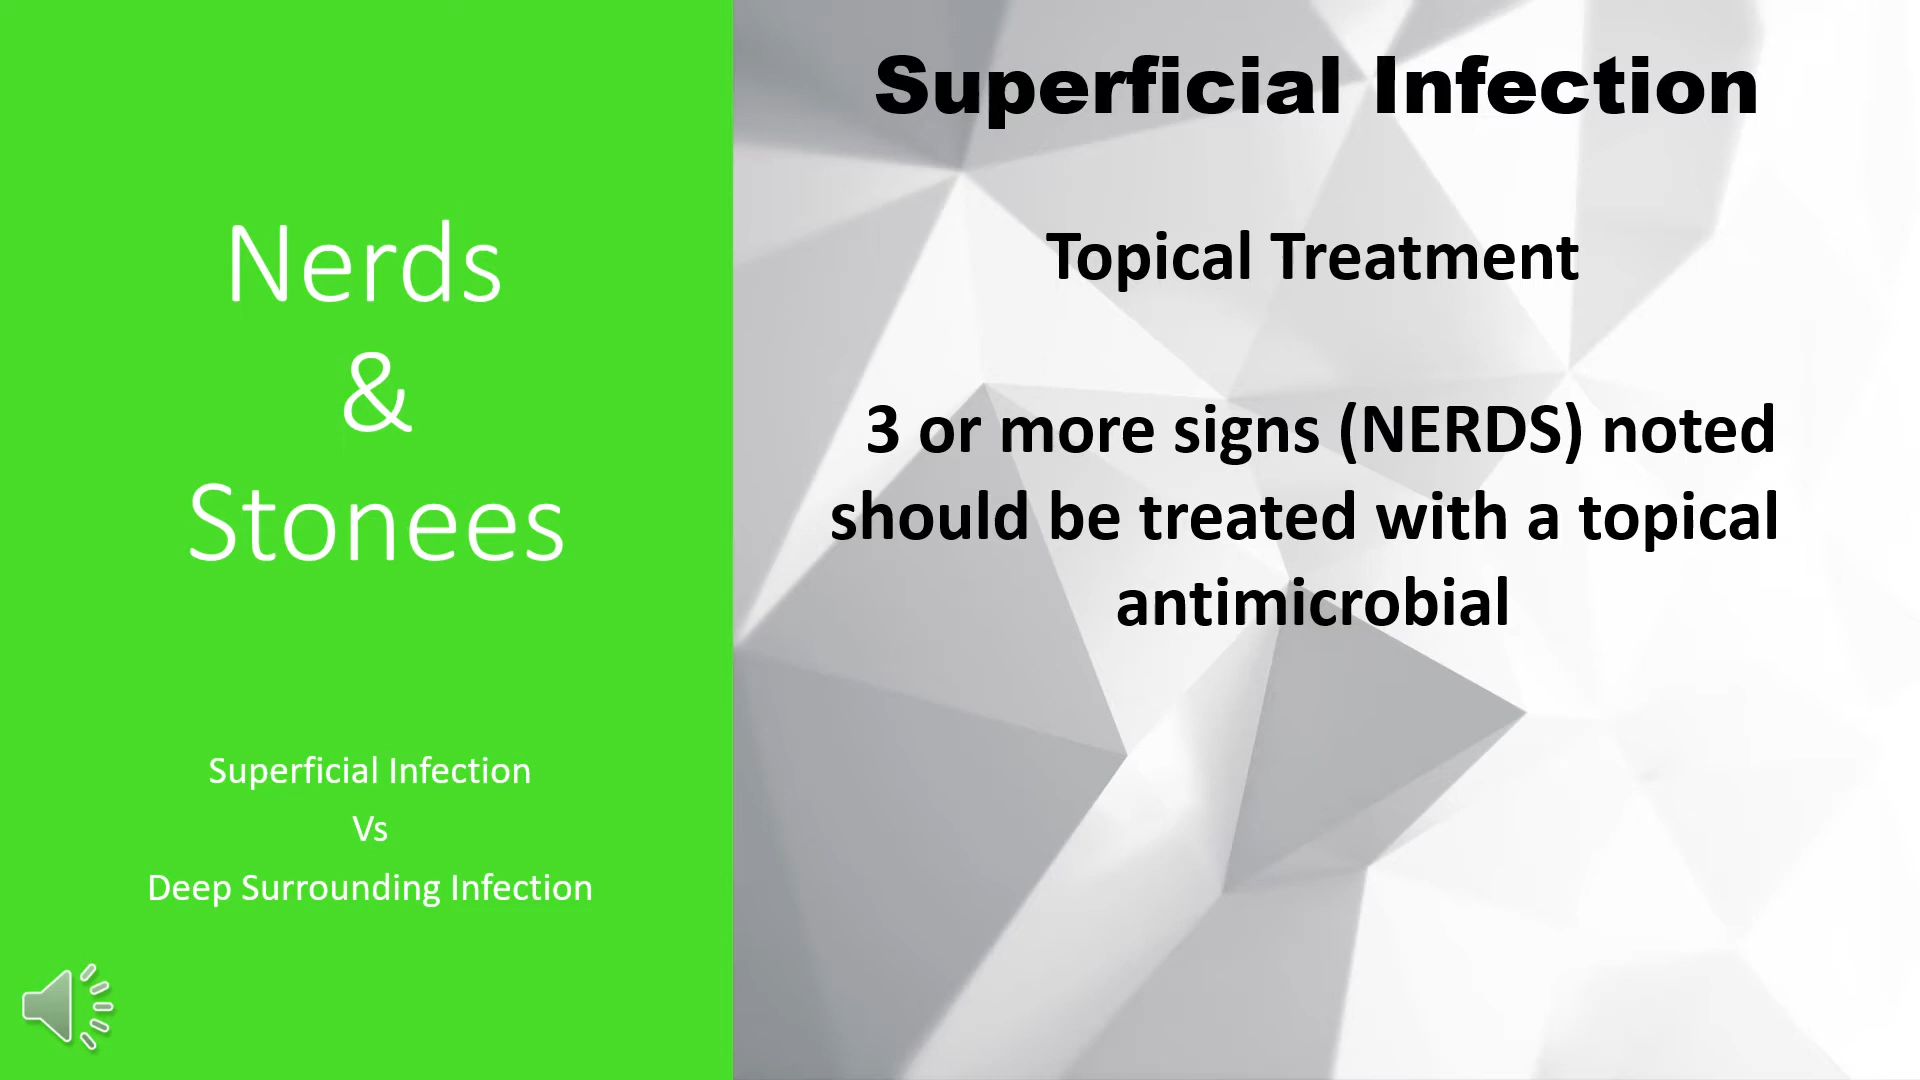 Nerds
&
Stonees
Superficial Infection
Vs
Deep Surrounding Infection
Superficial Infection
Topical Treatment
3 or more signs (NERDS) noted
should be treated with a topical
antimicrobial